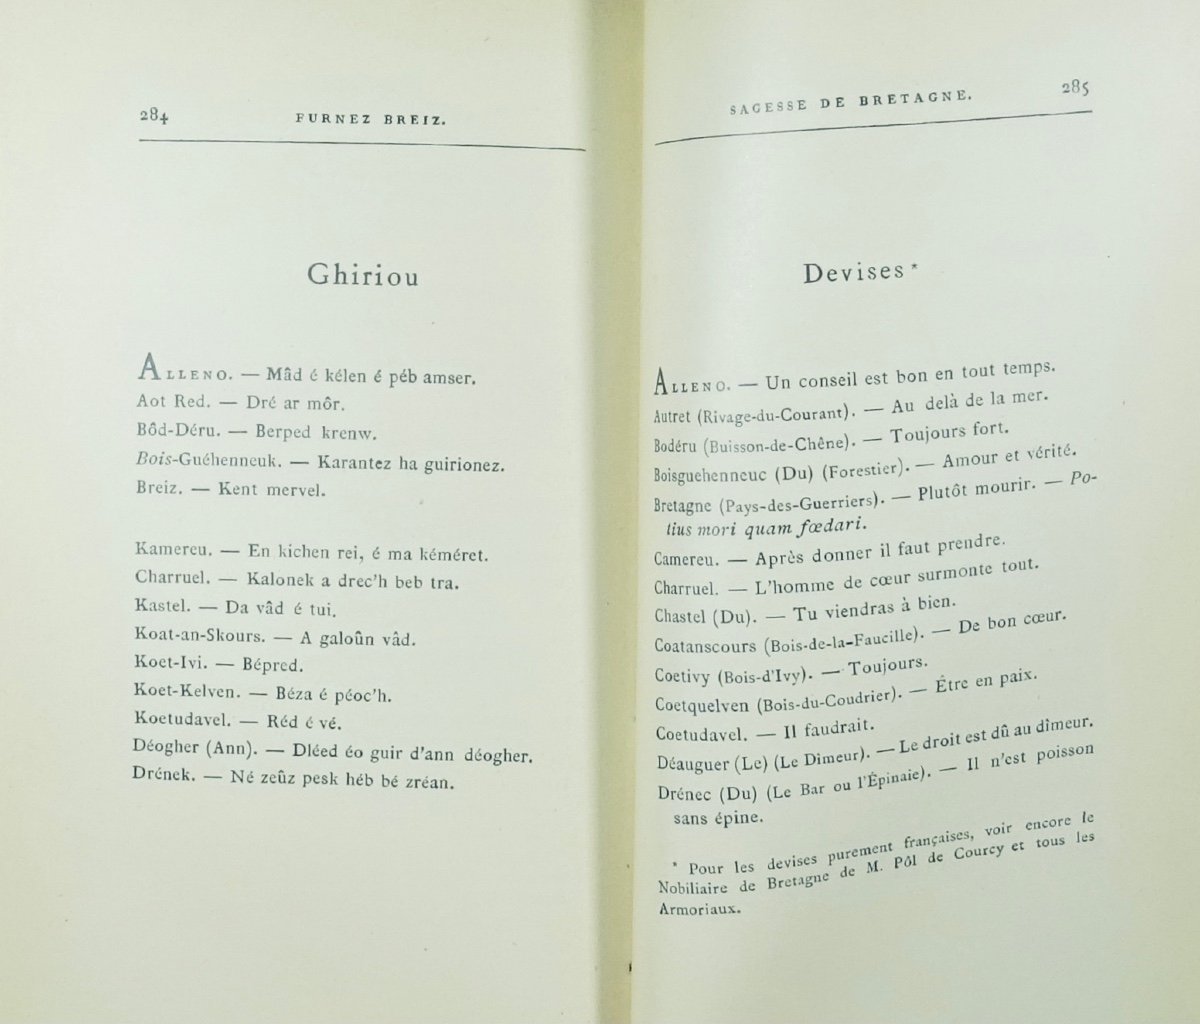 284
FURNEZ BREIZ.
Ghiriou
ALLENO. — Mâd é kélen é péb amser.
Aot Red. — Dré ar môr.
Bôd-Déru. — Berped krenw.
Bois-Guéhenneuk. — Karantez ha guirionez.
Breiz. — Kent mervel.
Kamereu. — En kichen rei, é ma kéméret.
Charruel. — Kalonek a drec'h beb tra.
Kastel. — Da vâd é tui.
Koat-an-Skours. — A galoûn vâd.
Koet-Ivi. — Bépred.
Koet-Kelven. — Béza é péoc'h.
Koetudavel. — Réd é vé.
Déogher (Ann). — Dléed éo guir d'ann déogher.
Drének. — Né zeûz pesk héb bé zréan.
SAGESSE DE BRETAGNE.
285
Devises *
ALLENO. — Un conseil est bon en tout temps.
Autret (Rivage-du-Courant). — Au delà de la mer.
Bodéru (Buisson-de-Chêne). — Toujours fort.
Boisguehenneuc (Du) (Forestier). — Amour et vérité.
Bretagne (Pays-des-Guerriers). — Plutôt mourir. — Po-
tius mori quam fœdari.
Camereu. — Après donner il faut prendre.
Charruel. — L'homme de cœur surmonte tout.
Chastel (Du). — Tu viendras à bien.
Coatanscours (Bois-de-la-Faucille). — De bon cœur.
Coetivy (Bois-d'Ivy). — Toujours.
Coetquelven (Bois-du-Coudrier). — Être en paix.
Coetudavel. — Il faudrait.
Déauguer (Le) (Le Dîmeur). — Le droit est dû au dîmeur.
Drénec (Du) (Le Bar ou l'Épinaie). — Il n'est poisson
sans épine.
* Pour les devises purement françaises, voir encore le
Nobiliaire de Bretagne de M. Pôl de Courcy et tous les
Armoriaux.